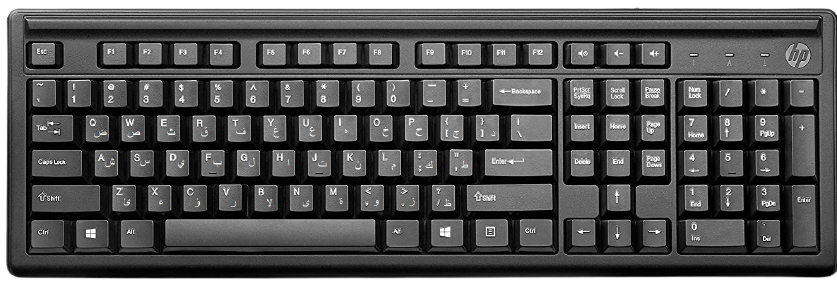 Esc F1 F2 F3 F4 F5 F6 F7 F8 F9 F10 F11 F12 hp
~ ! @ # $ % ^ & * ( ) _ + Backspace PrtScr SysRq Scroll Lock Pause Break Num Lock / * -
1 2 3 4 5 6 7 8 9 0 - =
Tab Q W E R T Y U I O P { } | Insert Home Page Up 7 Home 8 9 PgUp +
ض ص ث ق ف غ ع ه خ ح [ ج ] د \
Caps Lock A S D F G H J K L : " Enter Delete End Page Down 4 5 6
ش س ي ب ل ا ت ن م ; ك ' ط
Shift Z X C V B N M < > ? Shift 1 End 2 3 PgDn Enter
, و . ز / ظ
Ctrl Alt Alt Ctrl 0 Ins . Del